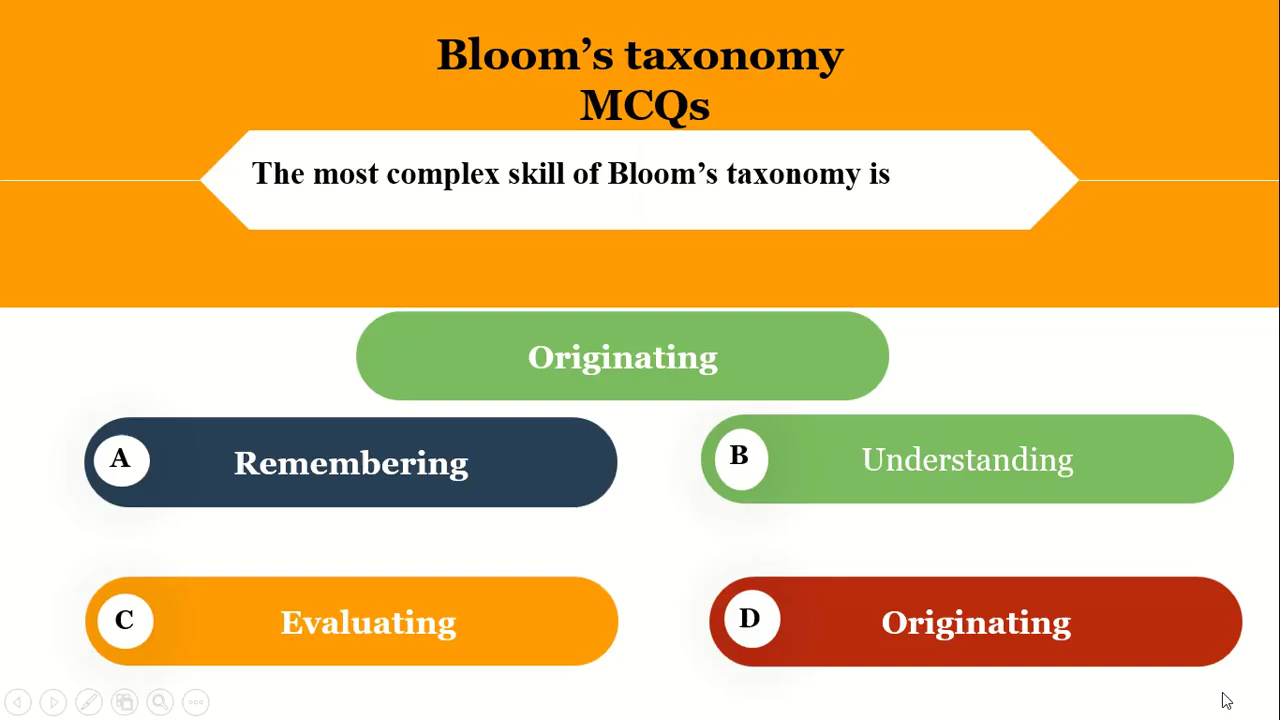 Bloom’s taxonomy
MCQs
The most complex skill of Bloom’s taxonomy is
Originating
A Remembering
B Understanding
C Evaluating
D Originating